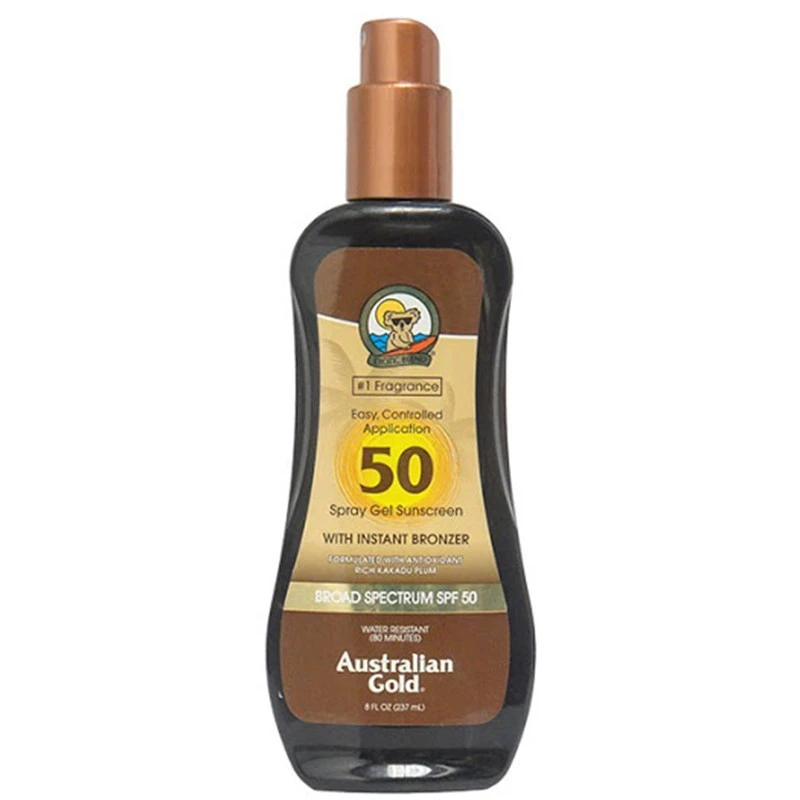 #1 Fragrance
Easy, Controlled
Application
50
Spray Gel Sunscreen
WITH INSTANT BRONZER
FORMULATED WITH ANTIOXIDANT
RICH KAKADU PLUM
BROAD SPECTRUM SPF 50
WATER RESISTANT
(80 MINUTES)
Australian
Gold®
8 FL OZ (237 mL)